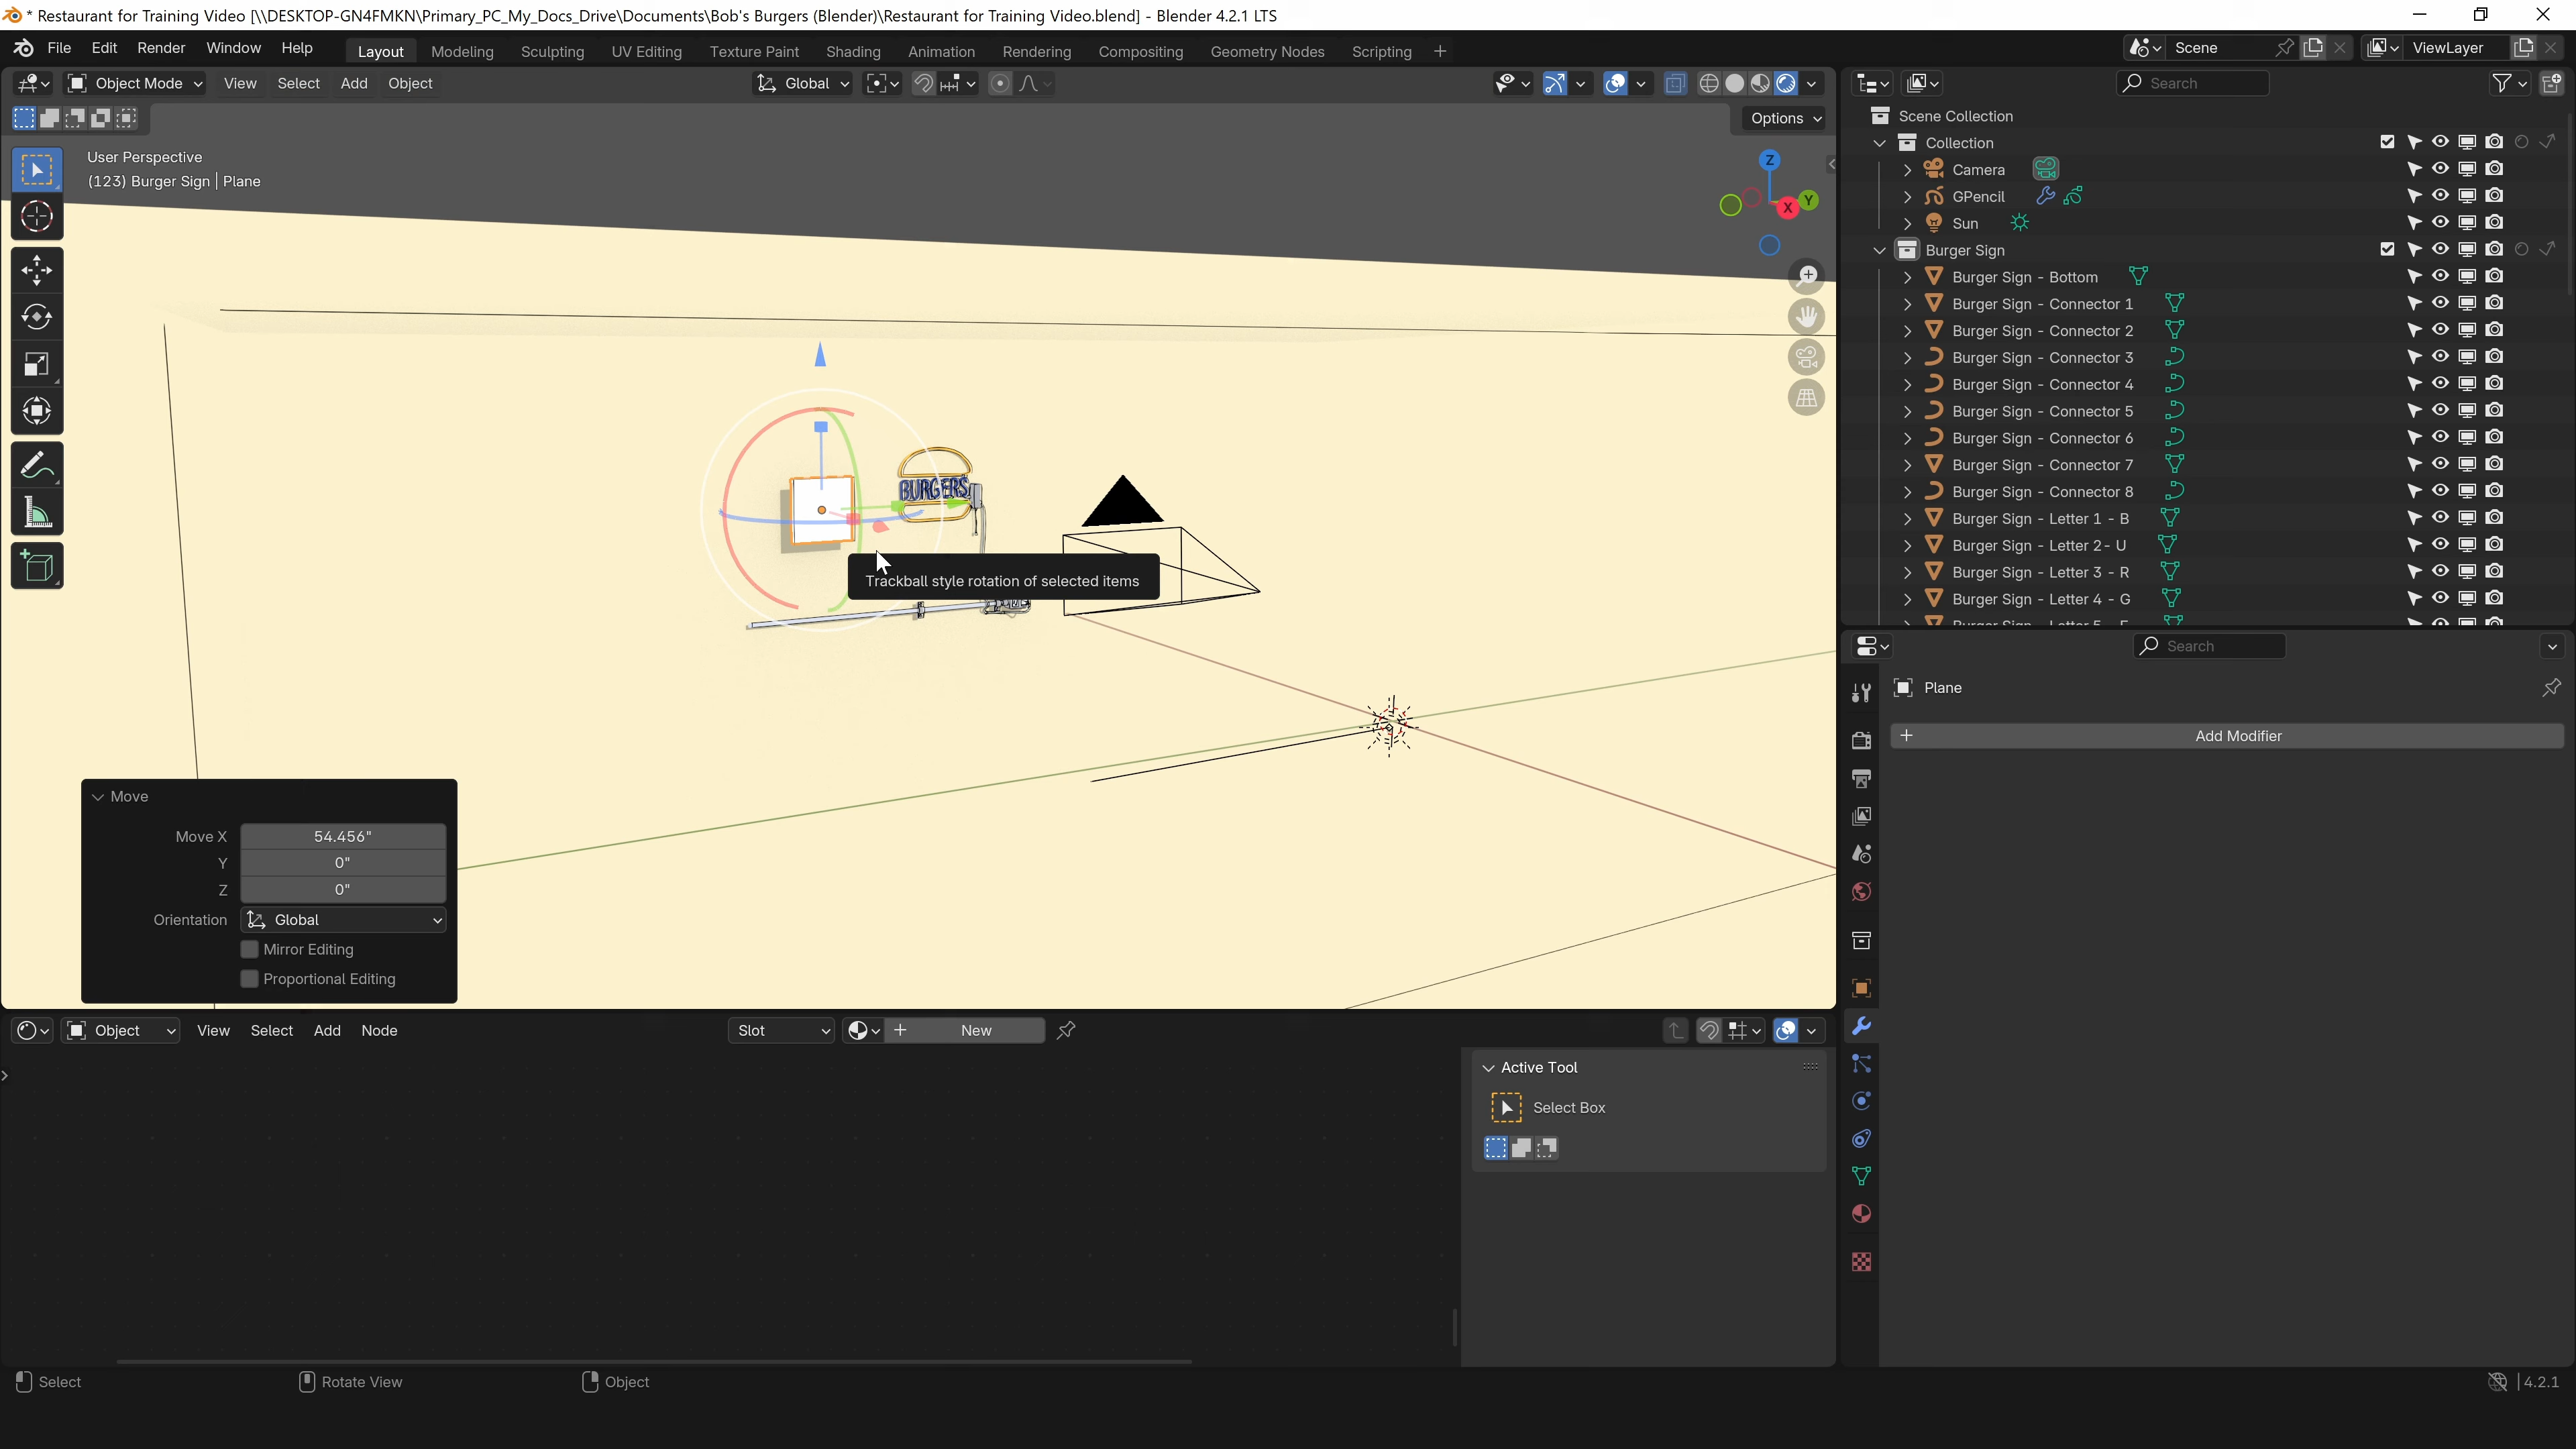 * Restaurant for Training Video [\\DESKTOP-GN4FMKN\Primary_PC_My_Docs_Drive\Documents\Bob's Burgers (Blender)\Restaurant for Training Video.blend] - Blender 4.2.1 LTS
File Edit Render Window Help Layout Modeling Sculpting UV Editing Texture Paint Shading Animation Rendering Compositing Geometry Nodes Scripting + Scene ViewLayer
Object Mode View Select Add Object Global Search
Options
User Perspective
(123) Burger Sign | Plane
Z
Y
X
BURGERS
Trackball style rotation of selected items
Move
Move X 54.456"
Y 0"
Z 0"
Orientation Global
Mirror Editing
Proportional Editing
Scene Collection
Collection
Camera
GPencil
Sun
Burger Sign
Burger Sign - Bottom
Burger Sign - Connector 1
Burger Sign - Connector 2
Burger Sign - Connector 3
Burger Sign - Connector 4
Burger Sign - Connector 5
Burger Sign - Connector 6
Burger Sign - Connector 7
Burger Sign - Connector 8
Burger Sign - Letter 1 - B
Burger Sign - Letter 2- U
Burger Sign - Letter 3 - R
Burger Sign - Letter 4 - G
Search
Plane
+ Add Modifier
Object View Select Add Node Slot + New
Active Tool
Select Box
Select Rotate View Object 4.2.1